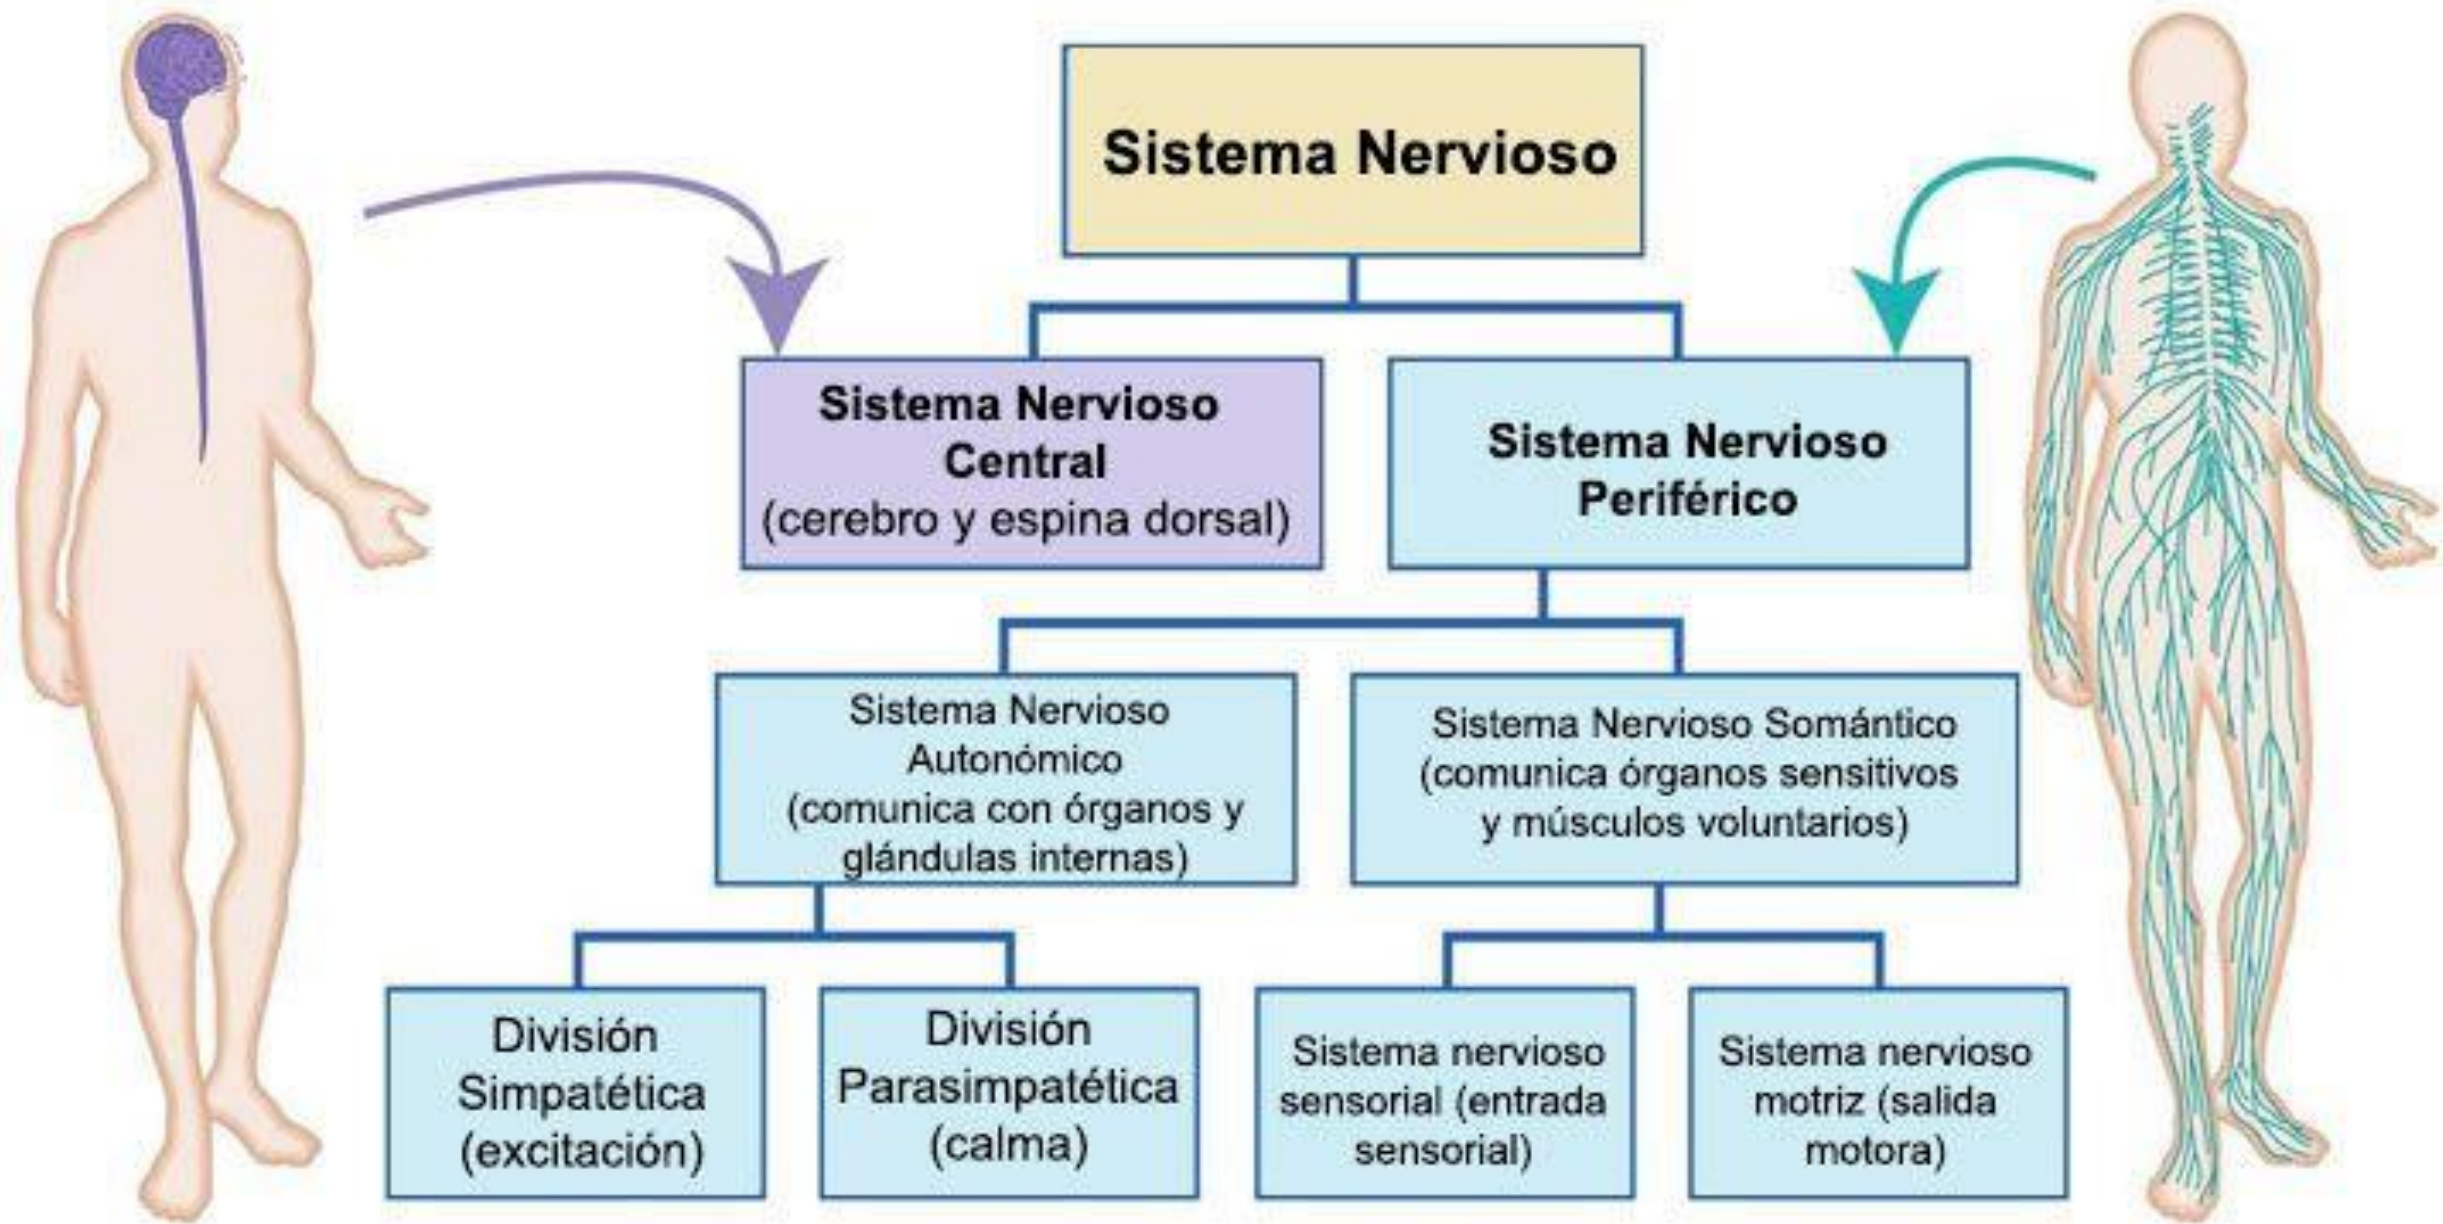 Sistema Nervioso
Sistema Nervioso
Central
(cerebro y espina dorsal)
Sistema Nervioso
Periférico
Sistema Nervioso
Autonómico
(comunica con órganos y
glándulas internas)
Sistema Nervioso Somántico
(comunica órganos sensitivos
y músculos voluntarios)
División
Simpatética
(excitación)
División
Parasimpatética
(calma)
Sistema nervioso
sensorial (entrada
sensorial)
Sistema nervioso
motriz (salida
motora)